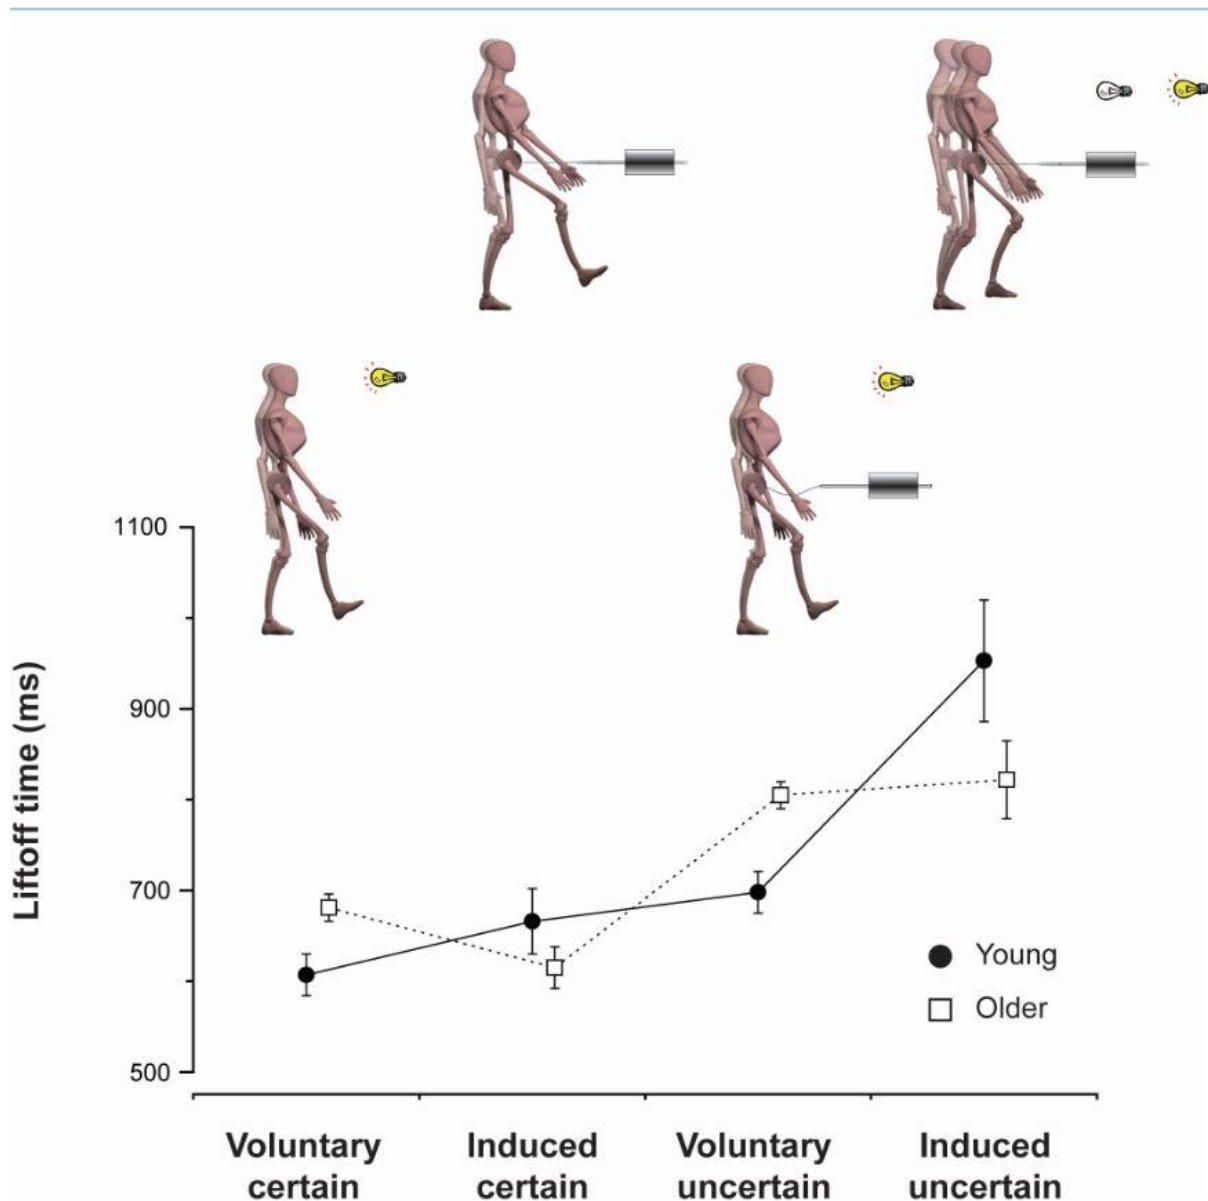 1100
900
700
500
Liftoff time (ms)
Young
Older
Voluntary
certain
Induced
certain
Voluntary
uncertain
Induced
uncertain